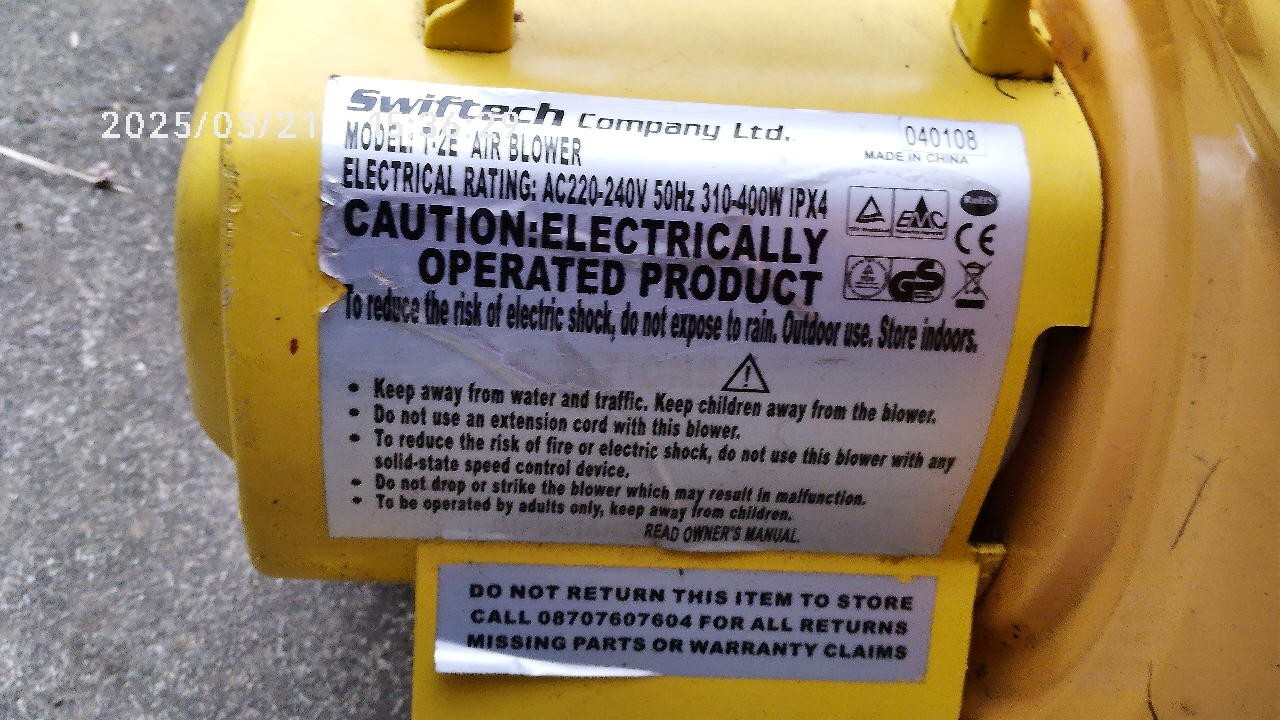 2025/03/21
Swiftech Company Ltd.
040108
MODEL: T-2E AIR BLOWER
MADE IN CHINA
ELECTRICAL RATING: AC220-240V 50Hz 310-400W IPX4
CAUTION:ELECTRICALLY
OPERATED PRODUCT
EMC
RoHS
CE
GS
To reduce the risk of electric shock, do not expose to rain. Outdoor use. Store indoors.
• Keep away from water and traffic. Keep children away from the blower.
• Do not use an extension cord with this blower.
• To reduce the risk of fire or electric shock, do not use this blower with any
solid-state speed control device.
• Do not drop or strike the blower which may result in malfunction.
• To be operated by adults only, keep away from children.
READ OWNER'S MANUAL.
DO NOT RETURN THIS ITEM TO STORE
CALL 08707607604 FOR ALL RETURNS
MISSING PARTS OR WARRANTY CLAIMS